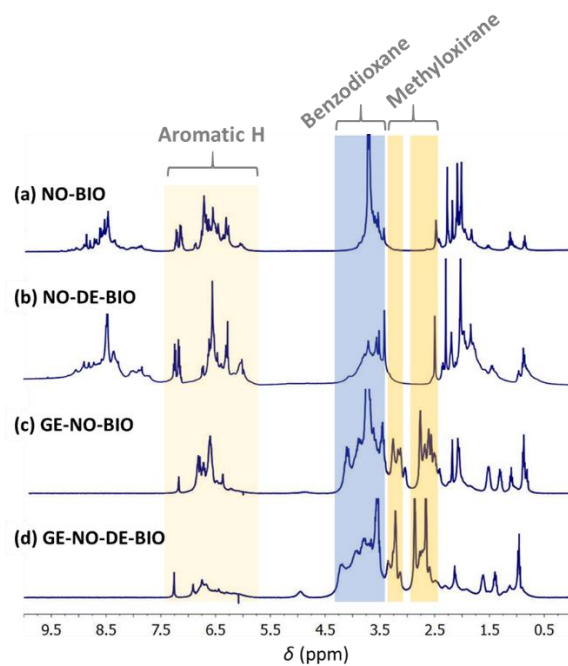 Benzodioxane
Methyloxirane
Aromatic H
(a) NO-BIO
(b) NO-DE-BIO
(c) GE-NO-BIO
(d) GE-NO-DE-BIO
9.5 8.5 7.5 6.5 5.5 4.5 3.5 2.5 1.5 0.5
δ (ppm)